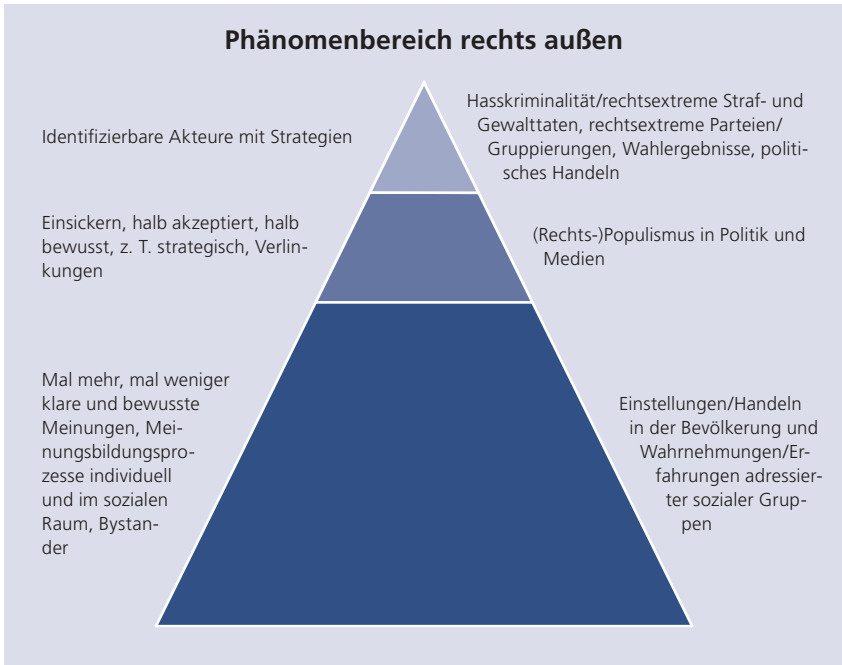 Phänomenbereich rechts außen
Identifizierbare Akteure mit Strategien
Hasskriminalität/rechtsextreme Straf- und
Gewalttaten, rechtsextreme Parteien/
Gruppierungen, Wahlergebnisse, politi-
sches Handeln
Einsickern, halb akzeptiert, halb
bewusst, z. T. strategisch, Verlin-
kungen
(Rechts-)Populismus in Politik und
Medien
Mal mehr, mal weniger
klare und bewusste
Meinungen, Mei-
nungsbildungspro-
zesse individuell
und im sozialen
Raum, Bystan-
der
Einstellungen/Handeln
in der Bevölkerung und
Wahrnehmungen/Er-
fahrungen adressier-
ter sozialer Grup-
pen